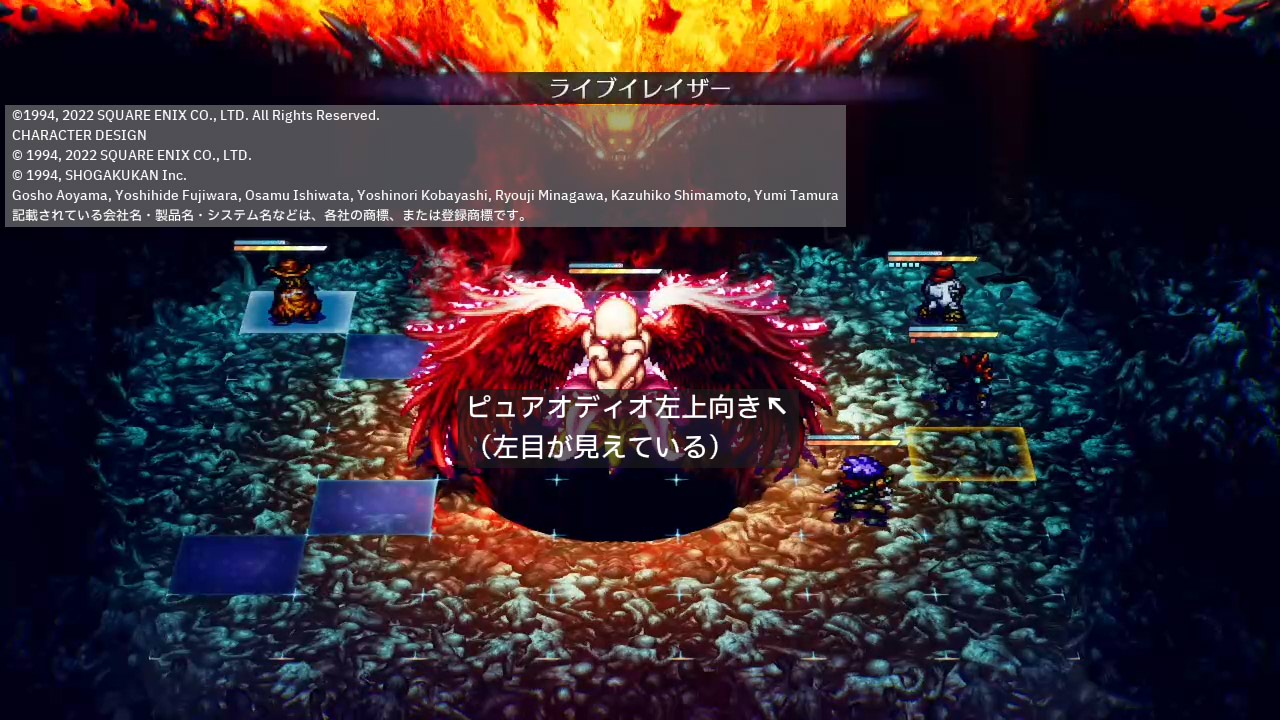 ライブイレイザー
©1994, 2022 SQUARE ENIX CO., LTD. All Rights Reserved.
CHARACTER DESIGN
© 1994, 2022 SQUARE ENIX CO., LTD.
© 1994, SHOGAKUKAN Inc.
Gosho Aoyama, Yoshihide Fujiwara, Osamu Ishiwata, Yoshinori Kobayashi, Ryouji Minagawa, Kazuhiko Shimamoto, Yumi Tamura
記載されている会社名・製品名・システム名などは、各社の商標、または登録商標です。
ピュアオディオ左上向き↖
（左目が見えている）